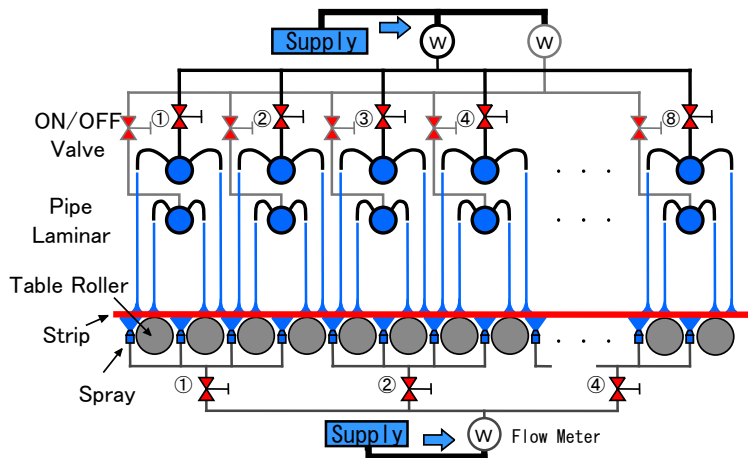 Supply
W
W
① ② ③ ④ ⑧
ON/OFF
Valve
. . .
Pipe
Laminar
. . .
Table Roller
Strip
. . .
Spray
① ② ④
Supply
W
Flow Meter